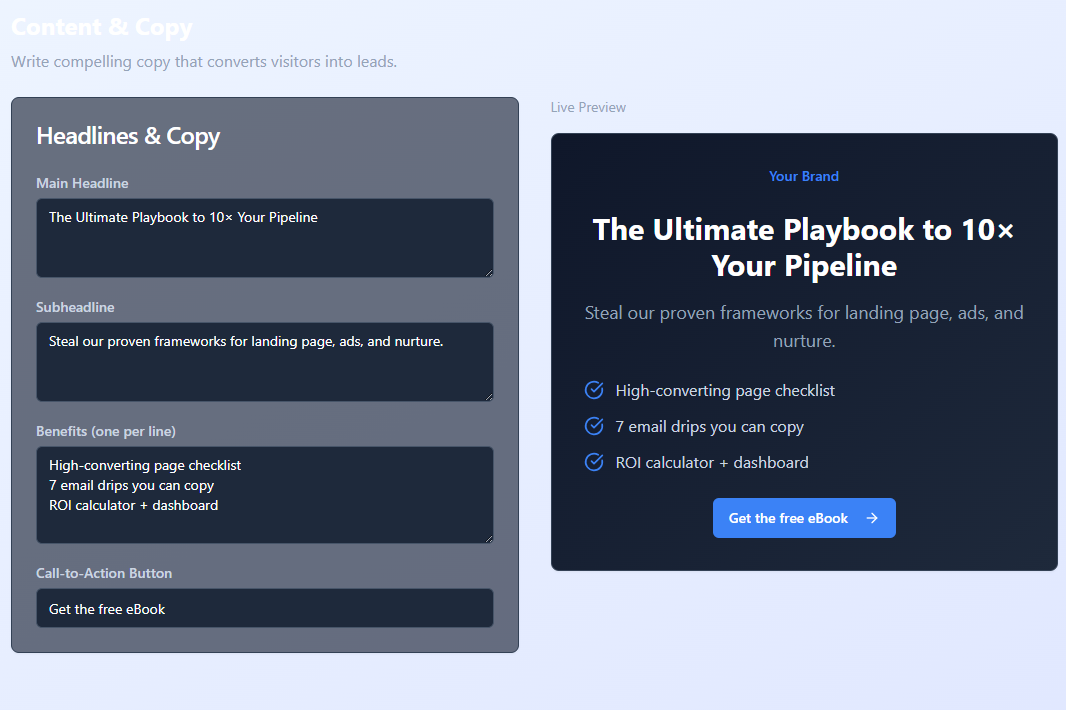 Content & Copy
Write compelling copy that converts visitors into leads.
Headlines & Copy
Main Headline
The Ultimate Playbook to 10× Your Pipeline
Subheadline
Steal our proven frameworks for landing page, ads, and nurture.
Benefits (one per line)
High-converting page checklist
7 email drips you can copy
ROI calculator + dashboard
Call-to-Action Button
Get the free eBook
Live Preview
Your Brand
The Ultimate Playbook to 10×
Your Pipeline
Steal our proven frameworks for landing page, ads, and
nurture.
High-converting page checklist
7 email drips you can copy
ROI calculator + dashboard
Get the free eBook